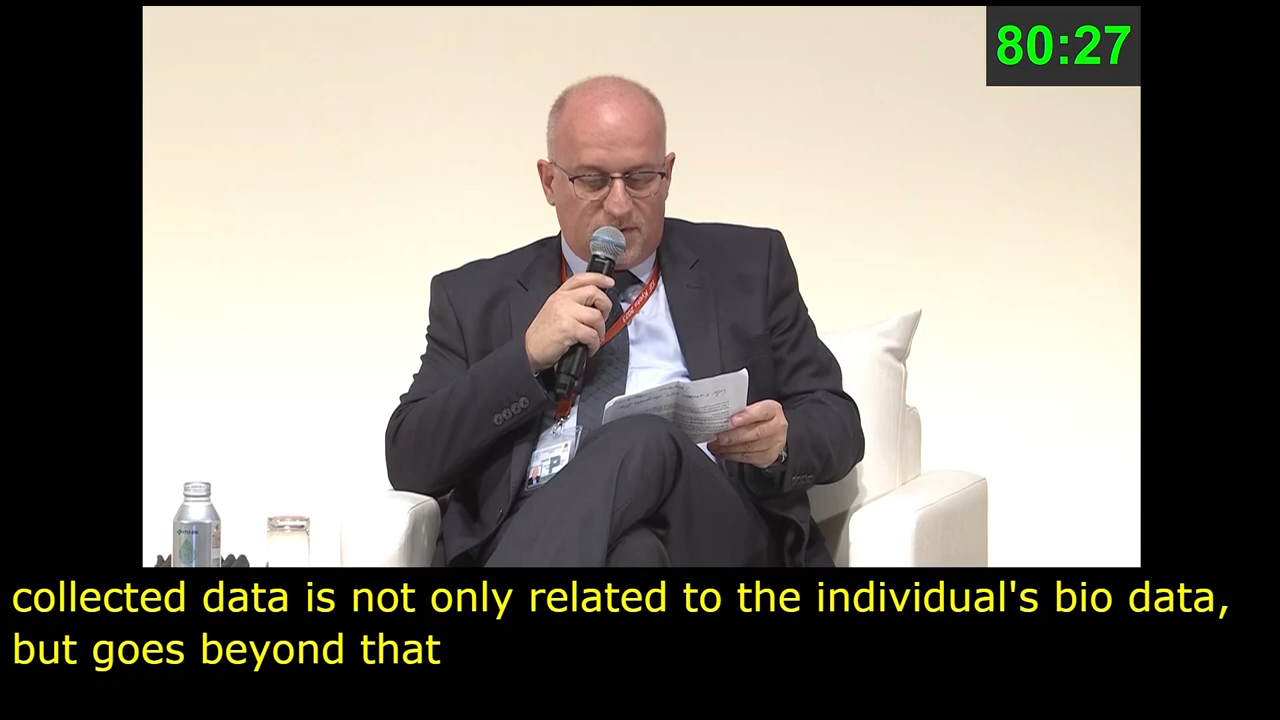 80:27
collected data is not only related to the individual's bio data,
but goes beyond that